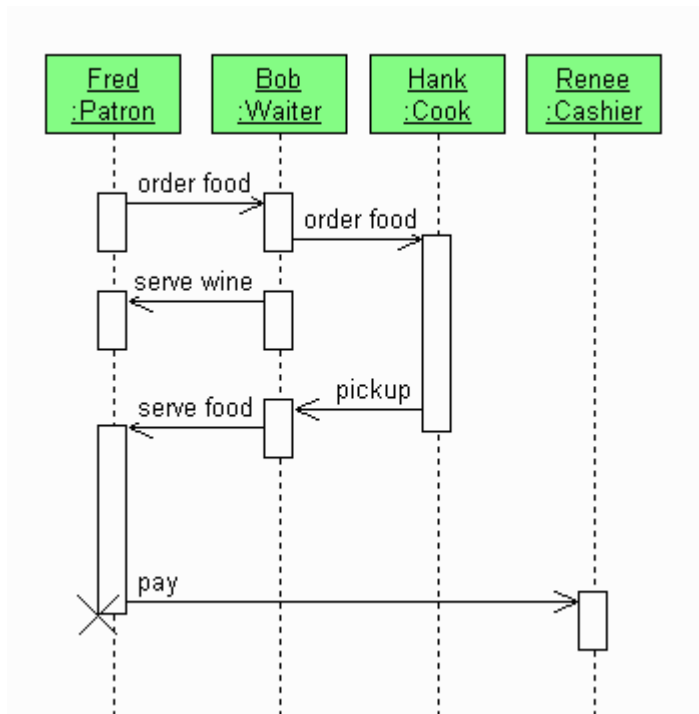 Fred
:Patron
Bob
:Waiter
Hank
:Cook
Renee
:Cashier
order food
order food
serve wine
pickup
serve food
pay